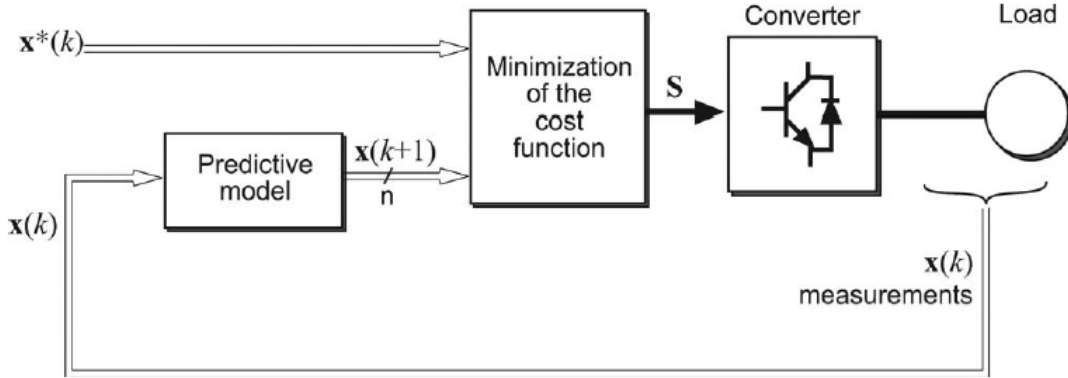 Converter
Load
x*(k)
Minimization
of the
cost
function
S
Predictive
model
x(k+1)
n
x(k)
x(k)
measurements